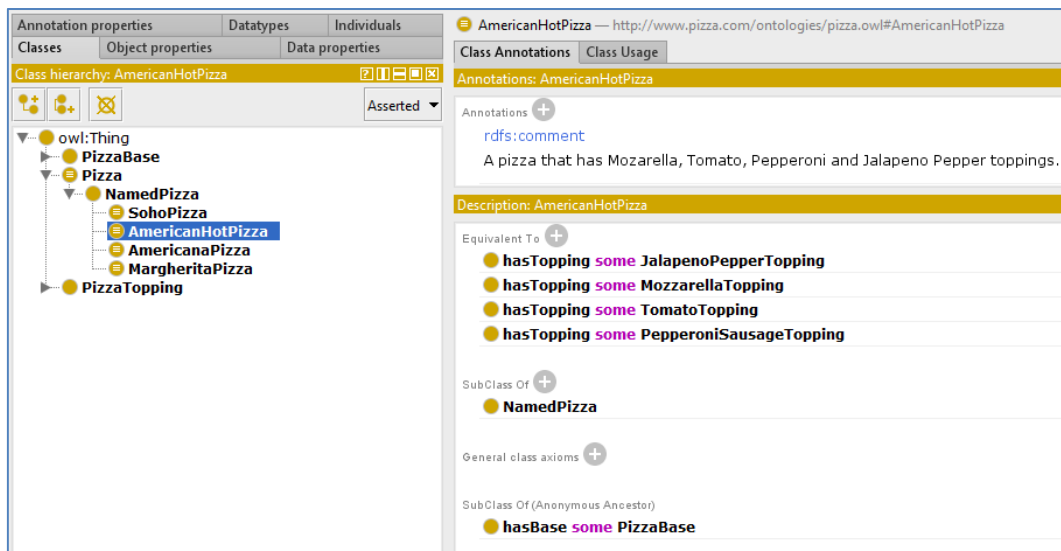 Annotation properties Datatypes Individuals
Classes Object properties Data properties
Class hierarchy: AmericanHotPizza
Asserted
owl:Thing
PizzaBase
Pizza
NamedPizza
SohoPizza
AmericanHotPizza
AmericanaPizza
MargheritaPizza
PizzaTopping
AmericanHotPizza — http://www.pizza.com/ontologies/pizza.owl#AmericanHotPizza
Class Annotations Class Usage
Annotations: AmericanHotPizza
Annotations
rdfs:comment
A pizza that has Mozarella, Tomato, Pepperoni and Jalapeno Pepper toppings.
Description: AmericanHotPizza
Equivalent To
hasTopping some JalapenoPepperTopping
hasTopping some MozzarellaTopping
hasTopping some TomatoTopping
hasTopping some PepperoniSausageTopping
SubClass Of
NamedPizza
General class axioms
SubClass Of (Anonymous Ancestor)
hasBase some PizzaBase